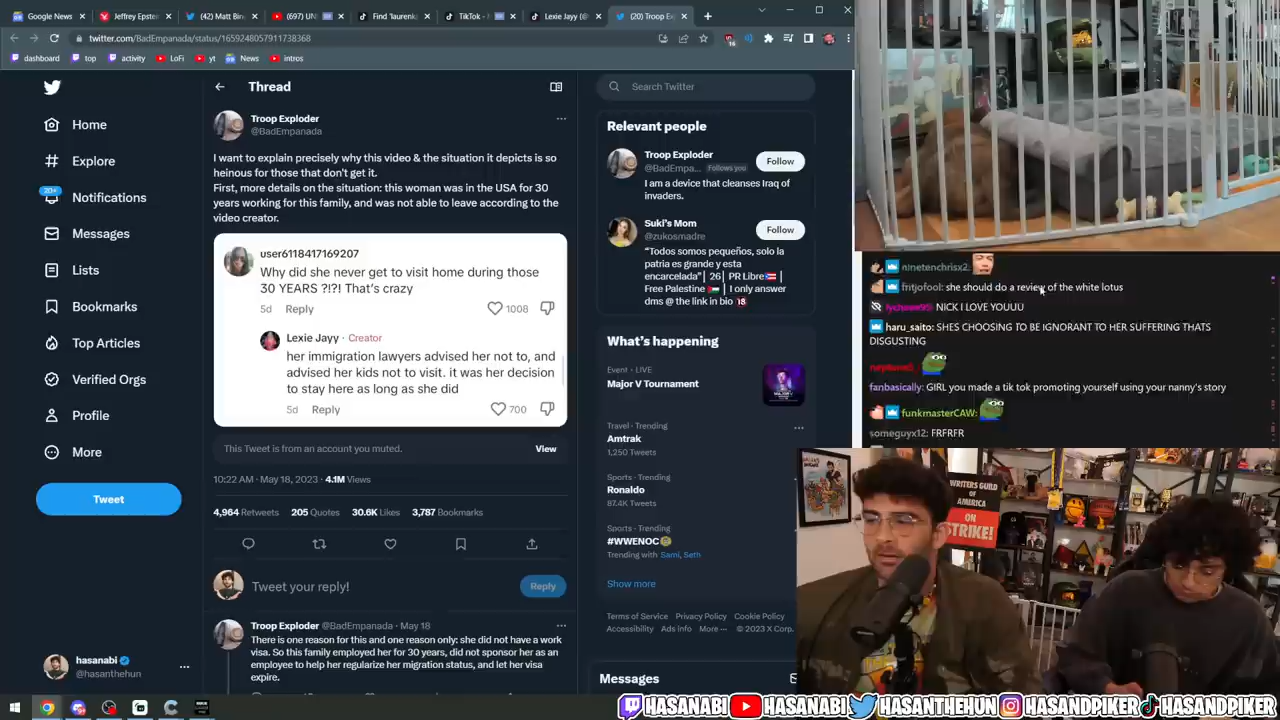 Google News
Jeffrey Epste
(42) Matt Bin
(697) UN
Find 'laurenk
TikTok -
Lexie Jayy (@
(20) Troop Ex
twitter.com/BadEmpanada/status/1659248057911738368
16
dashboard
top
activity
LoFi
yt
News
intros
Home
Explore
20+
Notifications
Messages
Lists
Bookmarks
Top Articles
Verified Orgs
Profile
More
Tweet
hasanabi
@hasanthehun
Thread
Troop Exploder
@BadEmpanada
I want to explain precisely why this video & the situation it depicts is so
heinous for those that don't get it.
First, more details on the situation: this woman was in the USA for 30
years working for this family, and was not able to leave according to the
video creator.
user6118417169207
Why did she never get to visit home during those
30 YEARS ?!?! That's crazy
5d Reply 1008
Lexie Jayy · Creator
her immigration lawyers advised her not to, and
advised her kids not to visit. it was her decision
to stay here as long as she did
5d Reply 700
This Tweet is from an account you muted.
View
10:22 AM · May 18, 2023 · 4.1M Views
4,964 Retweets 205 Quotes 30.6K Likes 3,787 Bookmarks
Tweet your reply!
Reply
Troop Exploder @BadEmpanada · May 18
There is one reason for this and one reason only: she did not have a work
visa. So this family employed her for 30 years, did not sponsor her as an
employee to help her regularize her migration status, and let her visa
expire.
Search Twitter
Relevant people
Troop Exploder
@BadEmpa... Follows you
Follow
I am a device that cleanses Iraq of
invaders.
Suki's Mom
@zukosmadre
Follow
"Todos somos pequeños, solo la
patria es grande y esta
encarcelada"| 26| PR Libre🇵🇷|
Free Palestine 🇵🇸 | I only answer
dms @ the link in bio 🔞
What's happening
Event · LIVE
Major V Tournament
Travel · Trending
Amtrak
1,250 Tweets
Sports · Trending
Ronaldo
87.4K Tweets
Sports · Trending
#WWENOC
Trending with Sami, Seth
Show more
Terms of Service Privacy Policy Cookie Policy
Accessibility Ads info More ··· © 2023 X Corp.
Messages
ninetenchrisx2
fritjofool: she should do a review of the white lotus
NICK I LOVE YOUUU
haru_saito: SHES CHOOSING TO BE IGNORANT TO HER SUFFERING THATS
DISGUSTING
fanbasically: GIRL you made a tik tok promoting yourself using your nanny's story
funkmasterCAW:
someguyx12: FRFRFR
WRITERS GUILD
OF
AMERICA
ON
STRIKE!
HASANABI HASANABI HASANTHEHUN HASANDPIKER HASANDPIKER